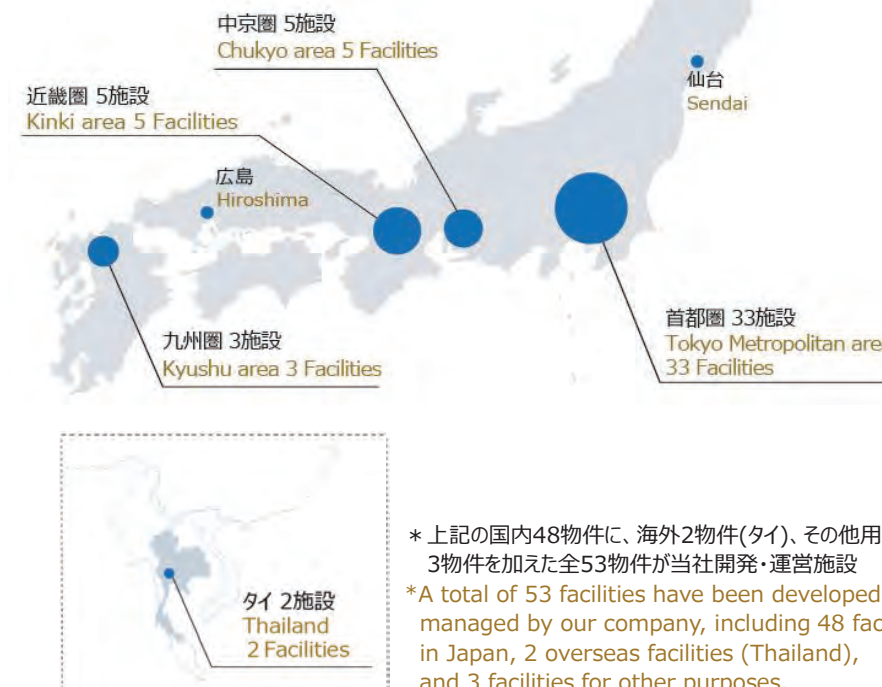 中京圏 5施設
Chukyo area 5 Facilities
仙台
Sendai
近畿圏 5施設
Kinki area 5 Facilities
広島
Hiroshima
九州圏 3施設
Kyushu area 3 Facilities
首都圏 33施設
Tokyo Metropolitan are
33 Facilities
タイ 2施設
Thailand
2 Facilities
＊上記の国内48物件に、海外2物件(タイ)、その他用
3物件を加えた全53物件が当社開発・運営施設
*A total of 53 facilities have been developed
managed by our company, including 48 fac
in Japan, 2 overseas facilities (Thailand),
and 3 facilities for other purposes.